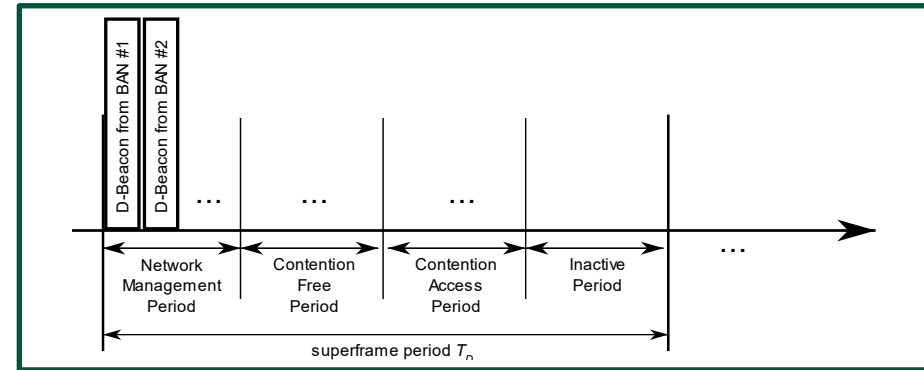 D-Beacon from BAN #1
D-Beacon from BAN #2
...
...
...
...
Network
Management
Period
Contention
Free
Period
Contention
Access
Period
Inactive
Period
superframe period T_D